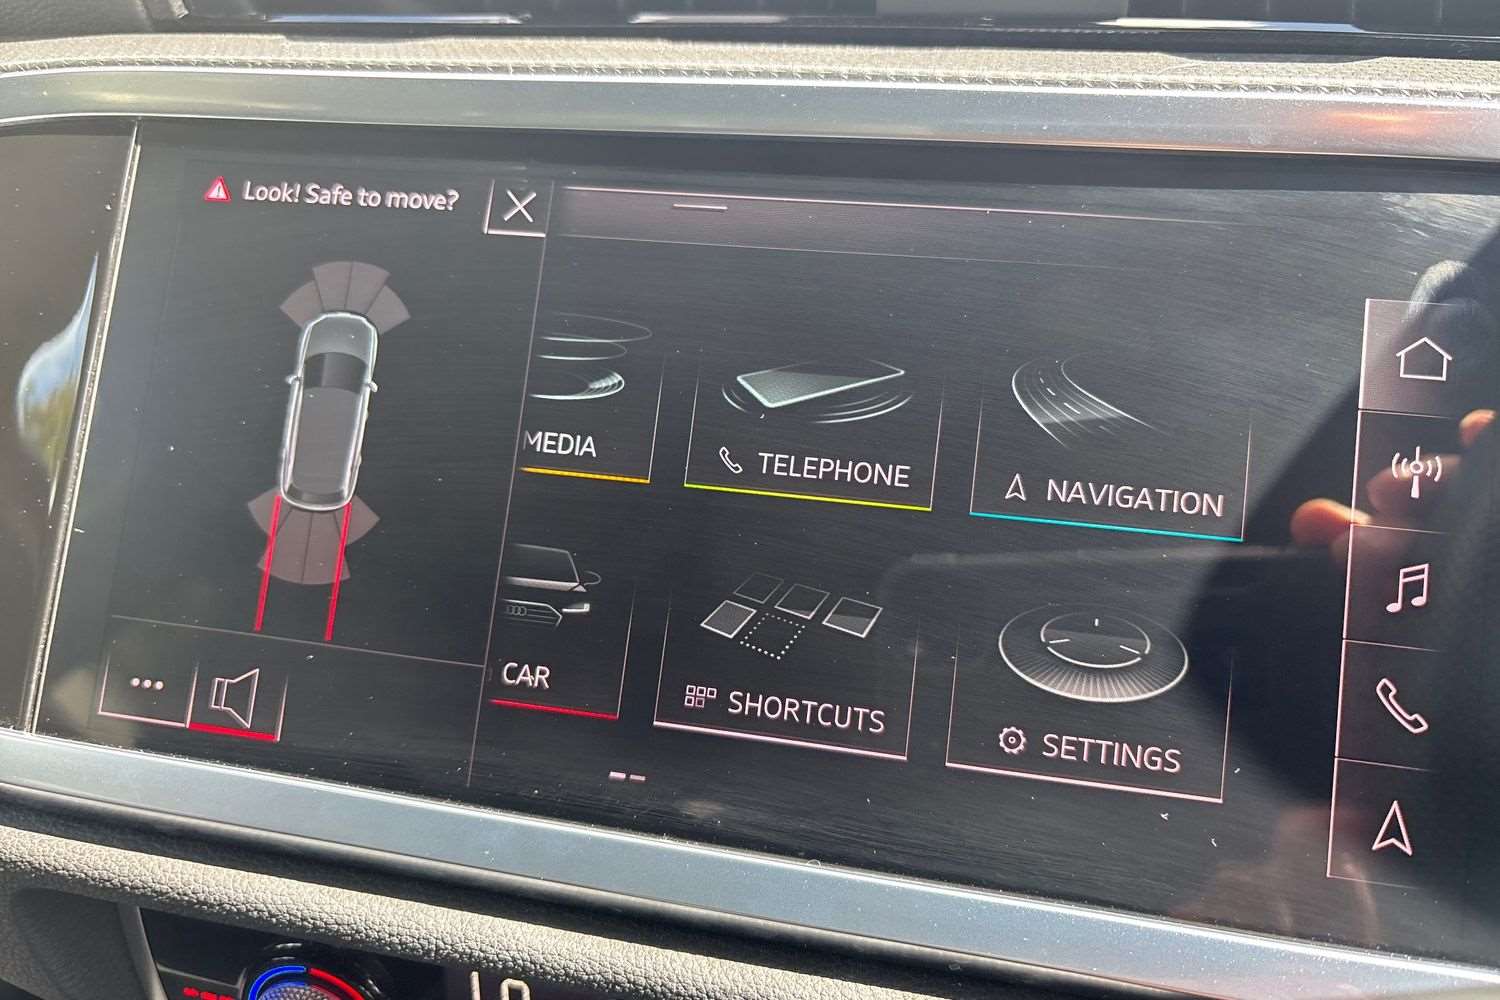 Look! Safe to move?
MEDIA
TELEPHONE
NAVIGATION
CAR
SHORTCUTS
SETTINGS